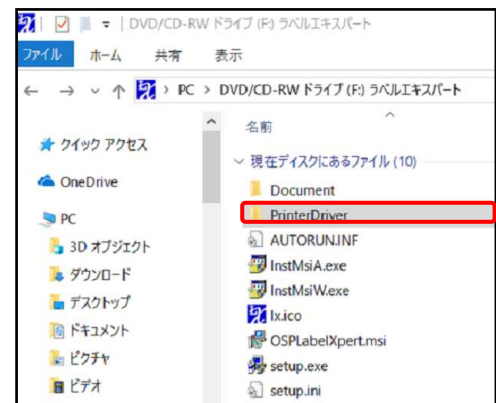 DVD/CD-RW ドライブ (F:) ラベルエキスパート
ファイル ホーム 共有 表示
PC > DVD/CD-RW ドライブ (F:) ラベルエキスパート
名前
クイック アクセス
現在ディスクにあるファイル (10)
OneDrive
Document
PC
PrinterDriver
3D オブジェクト
AUTORUN.INF
ダウンロード
InstMsiA.exe
デスクトップ
InstMsiW.exe
ドキュメント
lx.ico
OSPLabelXpert.msi
ピクチャ
setup.exe
ビデオ
setup.ini